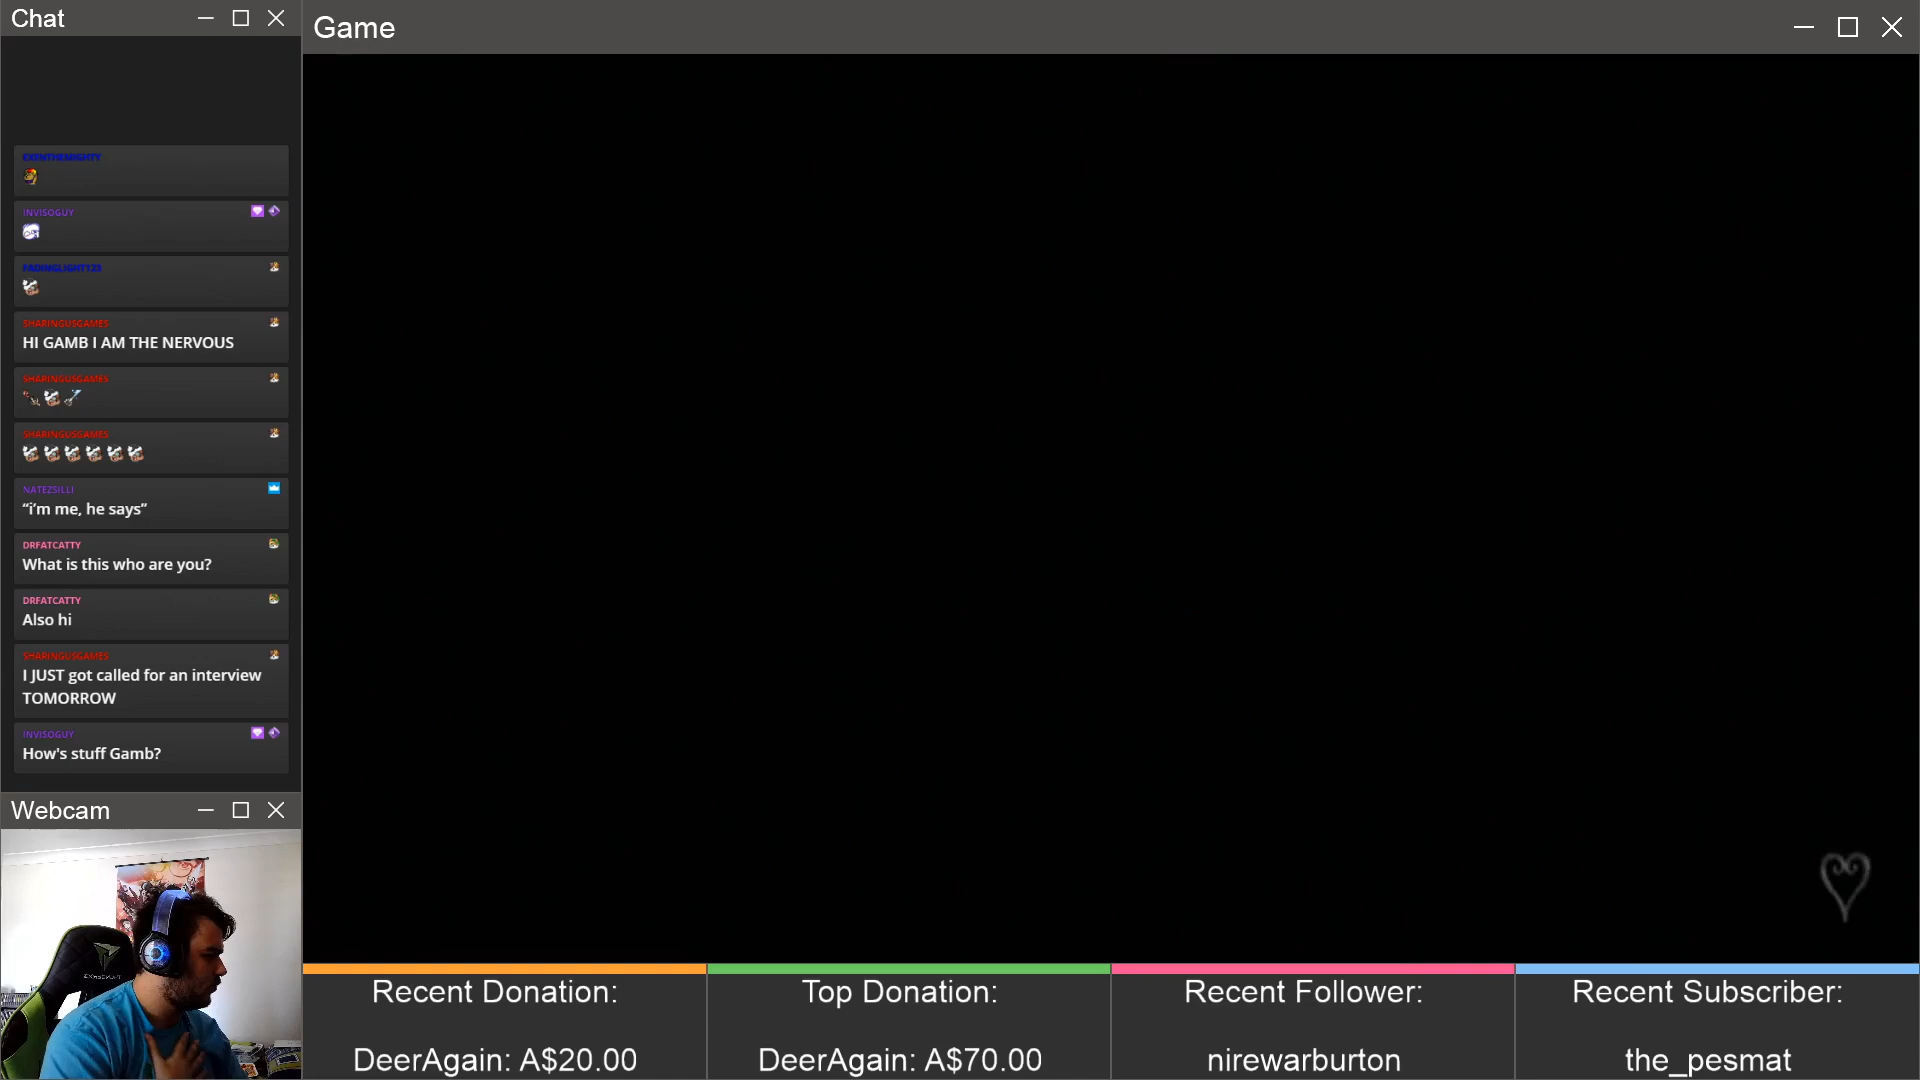 Chat
EXENTHEMIGHTY
INVISOGUY
FADINGLIGHT123
SHARINGUSGAMES
HI GAMB I AM THE NERVOUS
SHARINGUSGAMES
SHARINGUSGAMES
NATEZSILLI
“i'm me, he says”
DRFATCATTY
What is this who are you?
DRFATCATTY
Also hi
SHARINGUSGAMES
I JUST got called for an interview
TOMORROW
INVISOGUY
How's stuff Gamb?
Webcam
Game
Recent Donation:
DeerAgain: A$20.00
Top Donation:
DeerAgain: A$70.00
Recent Follower:
nirewarburton
Recent Subscriber:
the_pesmat